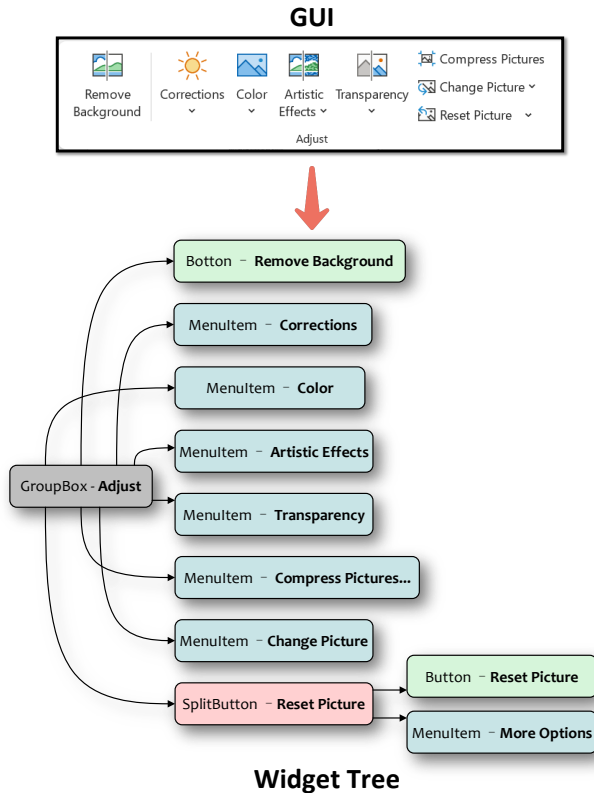 GUI
Remove
Background
Corrections
Color
Artistic
Effects
Transparency
Compress Pictures
Change Picture
Reset Picture
Adjust
Botton - Remove Background
MenuItem - Corrections
MenuItem - Color
MenuItem - Artistic Effects
GroupBox - Adjust
MenuItem - Transparency
MenuItem - Compress Pictures...
MenuItem - Change Picture
SplitButton - Reset Picture
Button - Reset Picture
MenuItem - More Options
Widget Tree